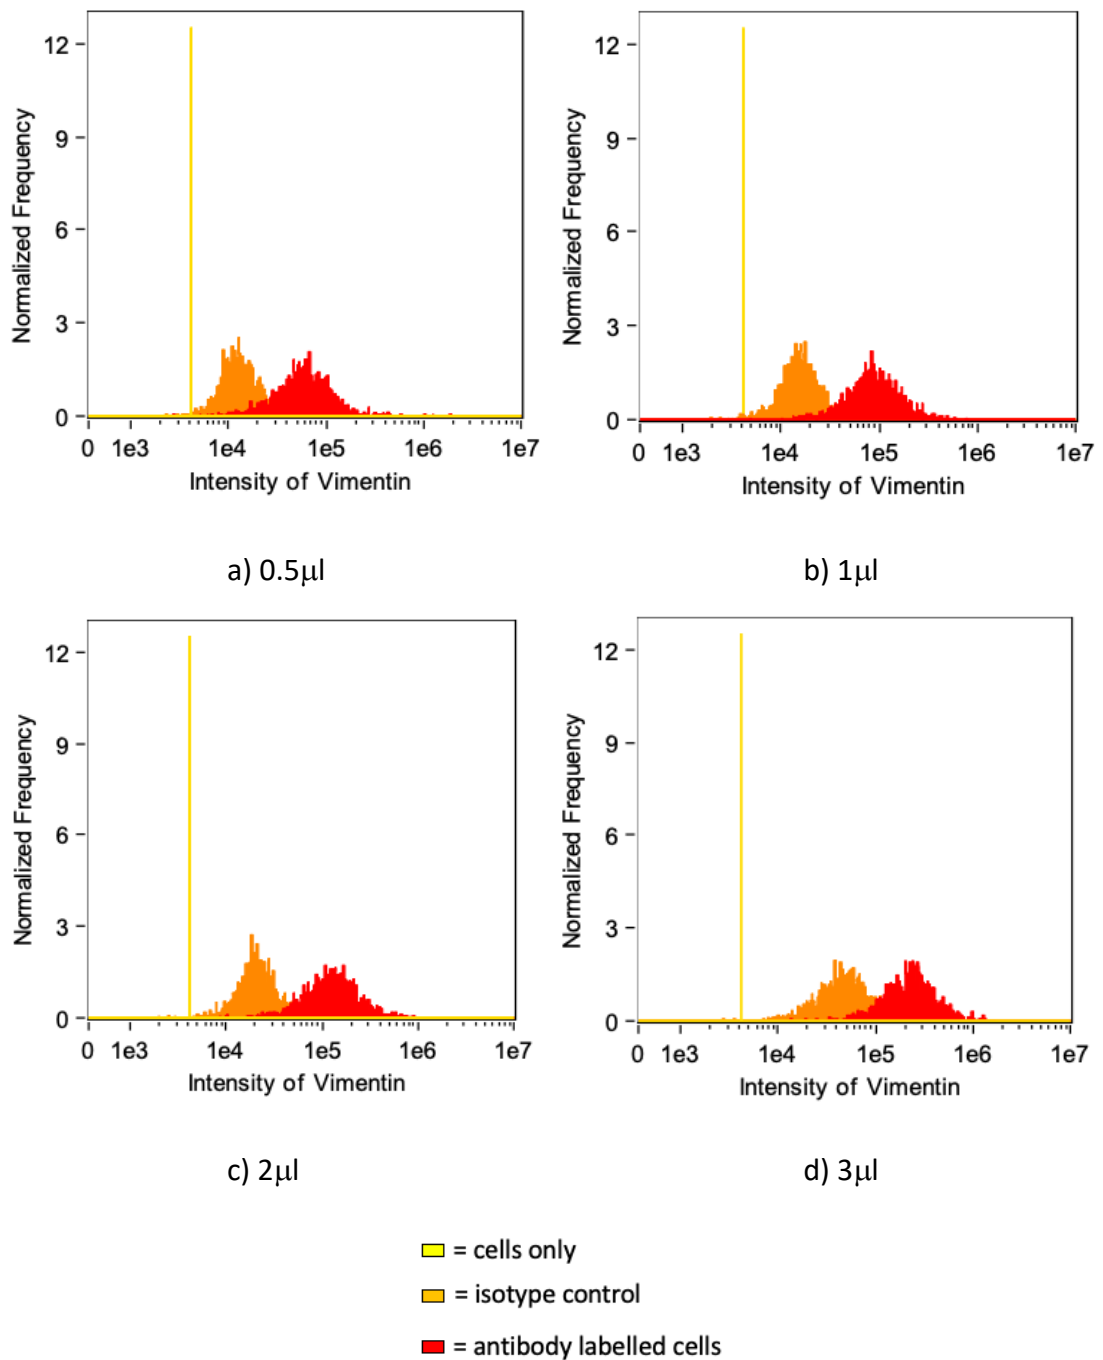 12
9
6
3
0
Normalized Frequency
0 1e3 1e4 1e5 1e6 1e7
Intensity of Vimentin
a) 0.5μl
12
9
6
3
0
Normalized Frequency
0 1e3 1e4 1e5 1e6 1e7
Intensity of Vimentin
b) 1μl
12
9
6
3
0
Normalized Frequency
0 1e3 1e4 1e5 1e6 1e7
Intensity of Vimentin
c) 2μl
12
9
6
3
0
Normalized Frequency
0 1e3 1e4 1e5 1e6 1e7
Intensity of Vimentin
d) 3μl
= cells only
= isotype control
= antibody labelled cells